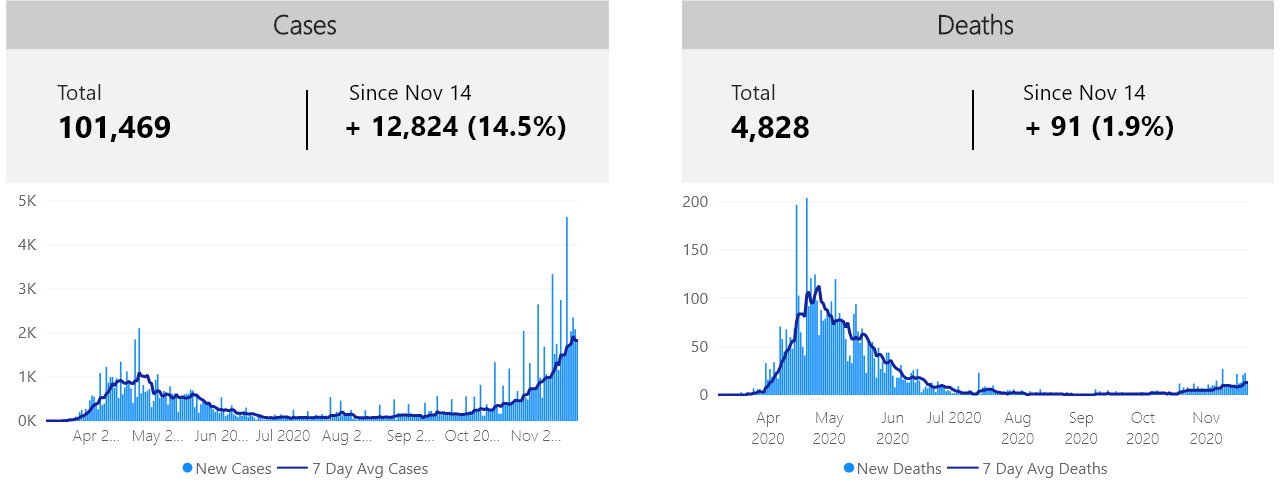 Cases
Total
101,469
Since Nov 14
+ 12,824 (14.5%)
5K
4K
3K
2K
1K
0K
Apr 2... May 2... Jun 20... Jul 2020 Aug 2... Sep 2... Oct 20... Nov 2...
New Cases 7 Day Avg Cases
Deaths
Total
4,828
Since Nov 14
+ 91 (1.9%)
200
150
100
50
0
Apr May Jun Jul 2020 Aug Sep Oct Nov
2020 2020 2020 2020 2020 2020 2020
New Deaths 7 Day Avg Deaths